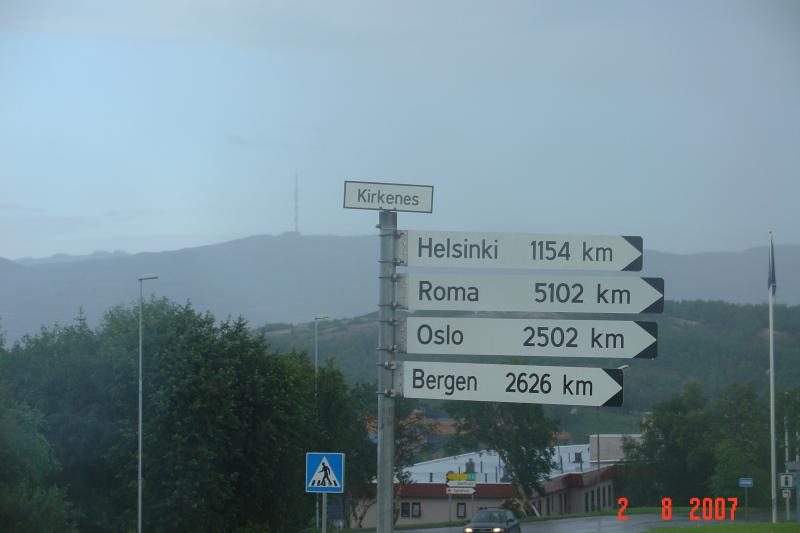 Kirkenes
Helsinki 1154 km
Roma 5102 km
Oslo 2502 km
Bergen 2626 km
2 8 2007